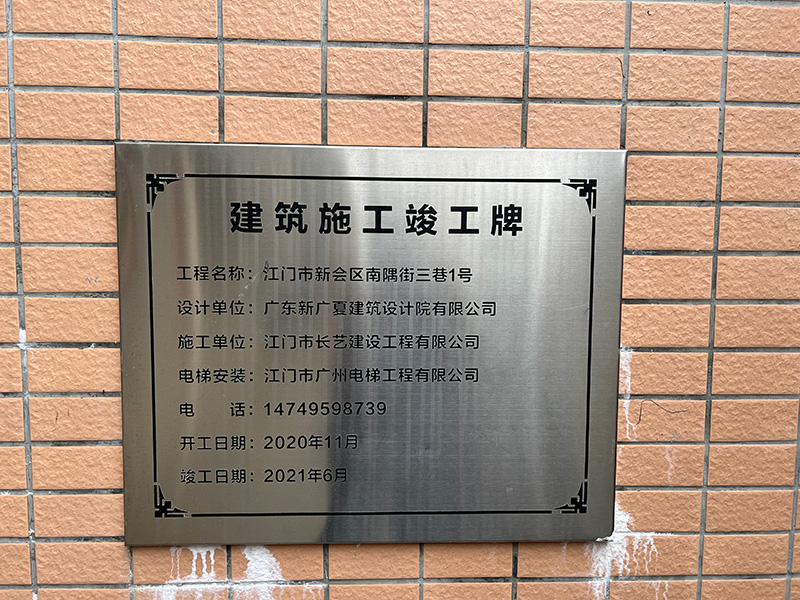 建筑施工竣工牌
工程名称：江门市新会区南隅街三巷1号
设计单位：广东新广夏建筑设计院有限公司
施工单位：江门市长艺建设工程有限公司
电梯安装：江门市广州电梯工程有限公司
电　　话：14749598739
开工日期：2020年11月
竣工日期：2021年6月